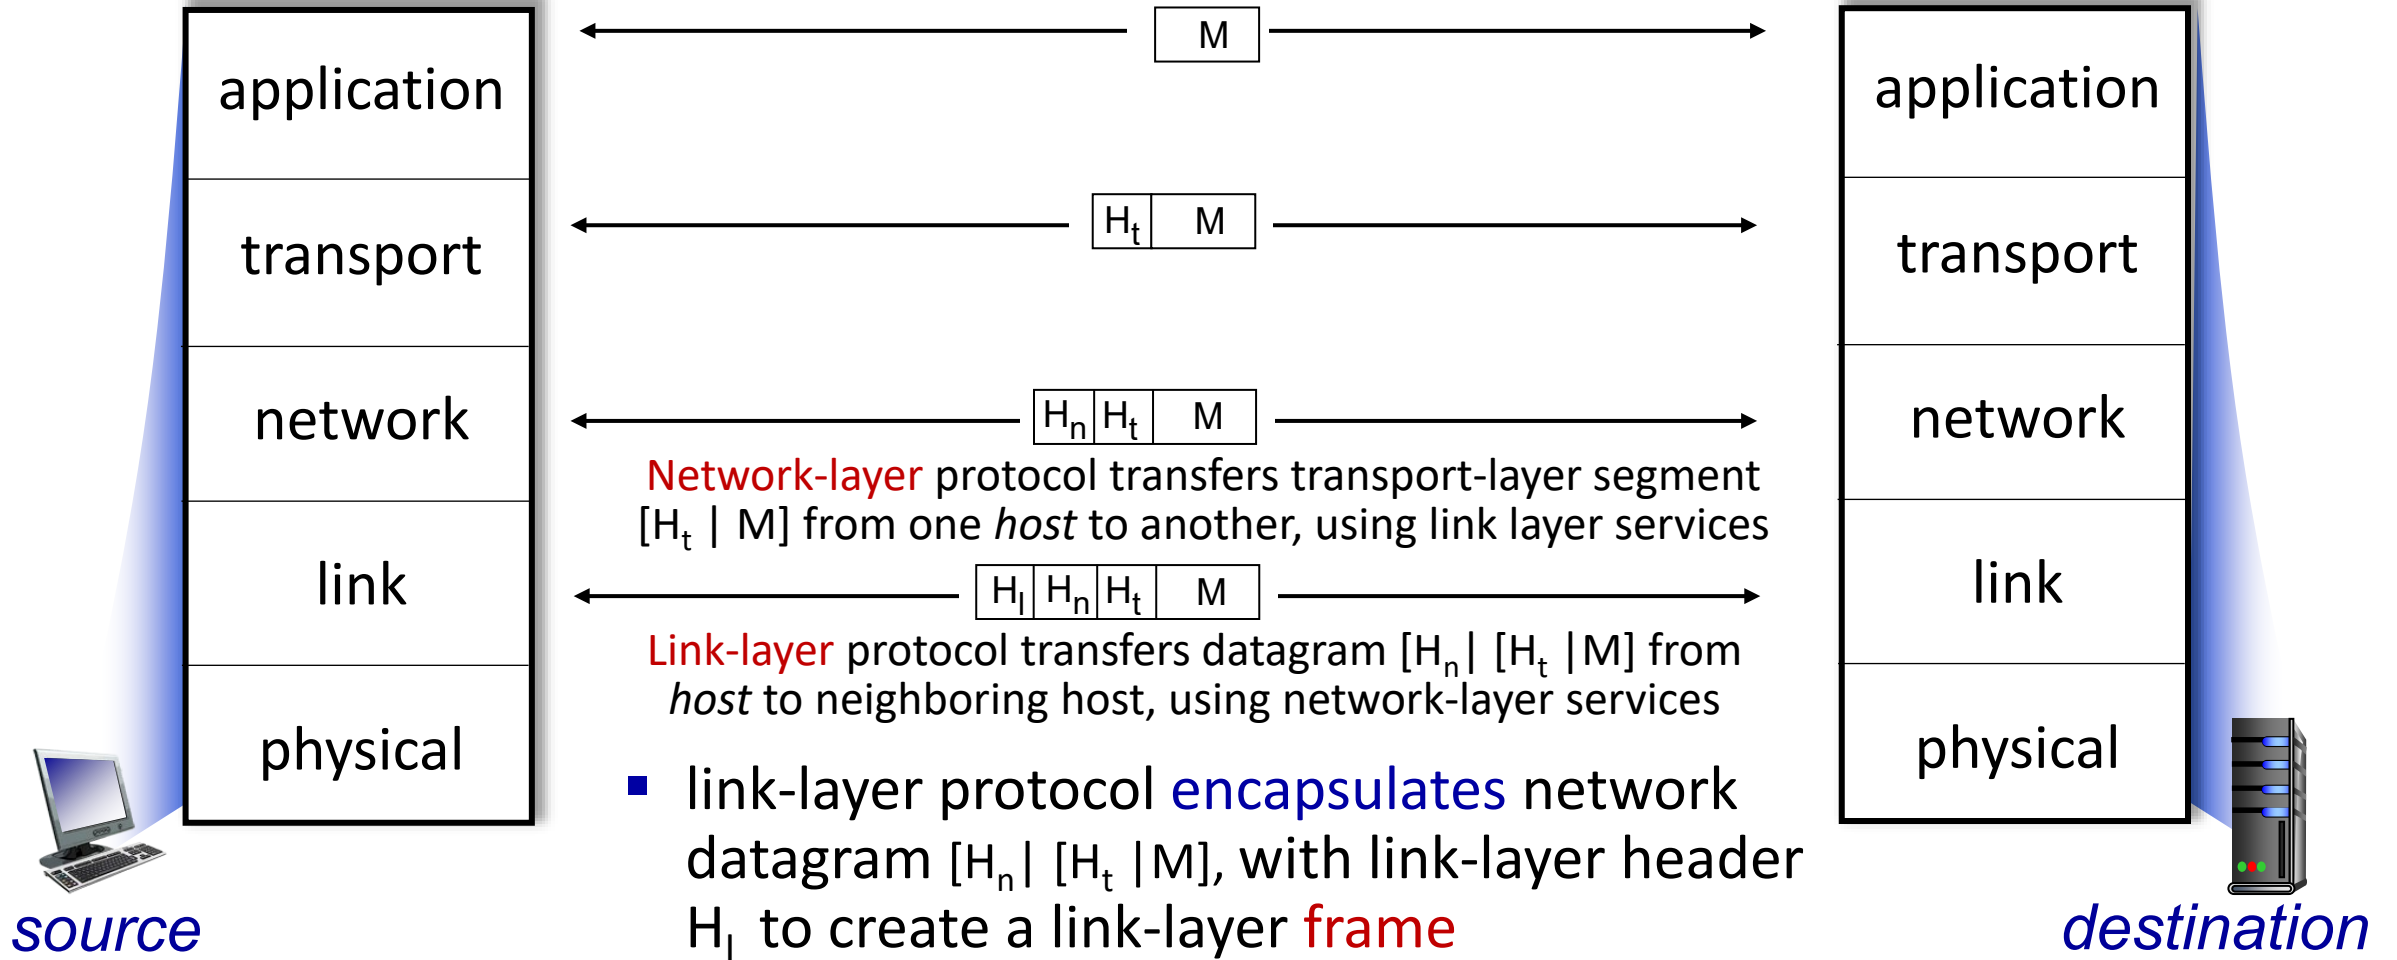 M
application
application
Ht M
transport
transport
Hn Ht M
network
network
Network-layer protocol transfers transport-layer segment
[Ht | M] from one host to another, using link layer services
Hl Hn Ht M
link
link
Link-layer protocol transfers datagram [Hn| [Ht |M] from
host to neighboring host, using network-layer services
physical
physical
▪ link-layer protocol encapsulates network
datagram [Hn| [Ht |M], with link-layer header
Hl to create a link-layer frame
source
destination